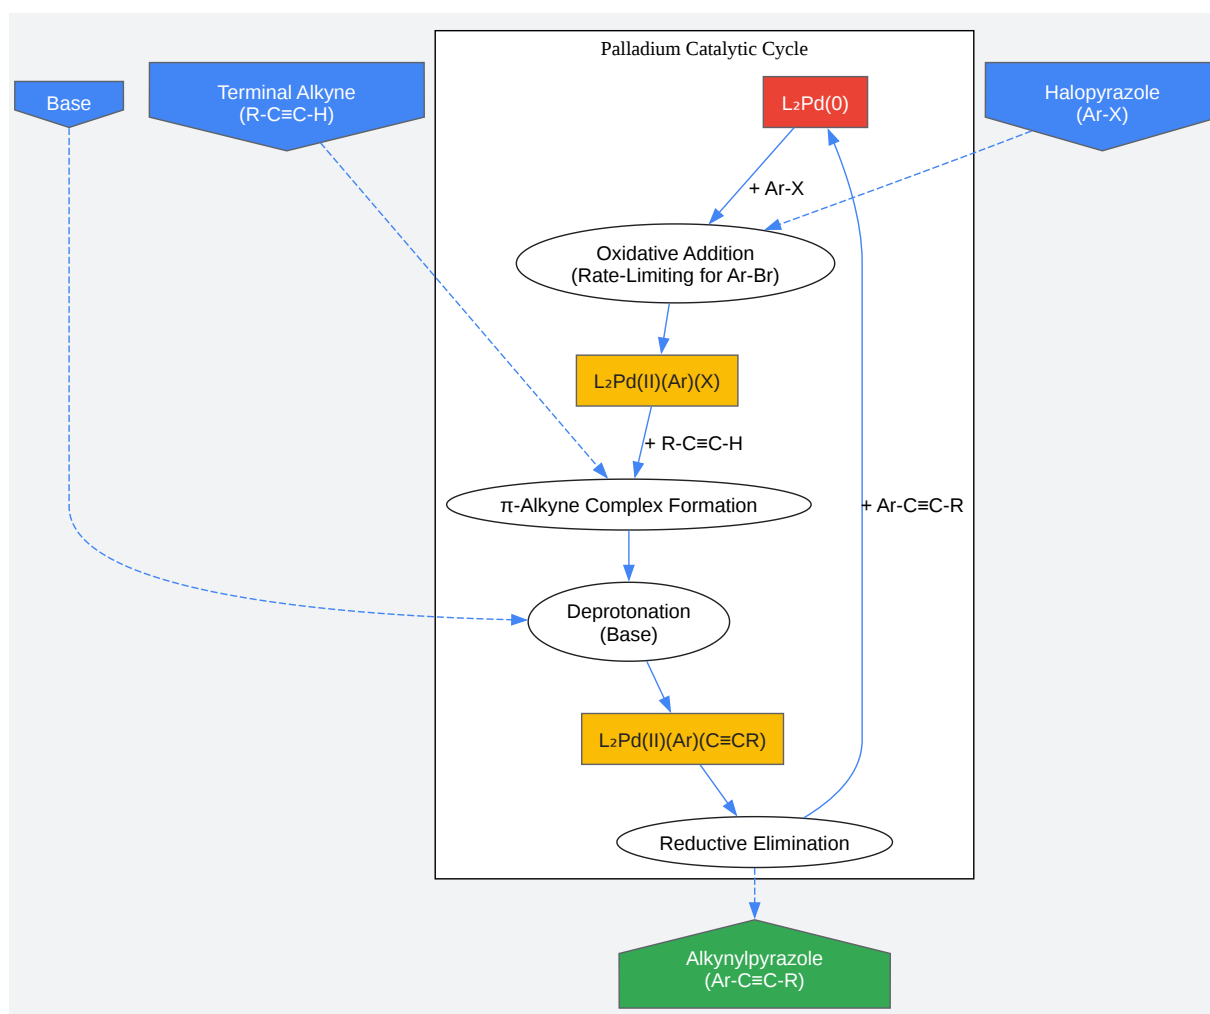 Palladium Catalytic Cycle
Base
Terminal Alkyne
(R-C≡C-H)
L₂Pd(0)
Halopyrazole
(Ar-X)
+ Ar-X
Oxidative Addition
(Rate-Limiting for Ar-Br)
L₂Pd(II)(Ar)(X)
+ R-C≡C-H
π-Alkyne Complex Formation
+ Ar-C≡C-R
Deprotonation
(Base)
L₂Pd(II)(Ar)(C≡CR)
Reductive Elimination
Alkynylpyrazole
(Ar-C≡C-R)